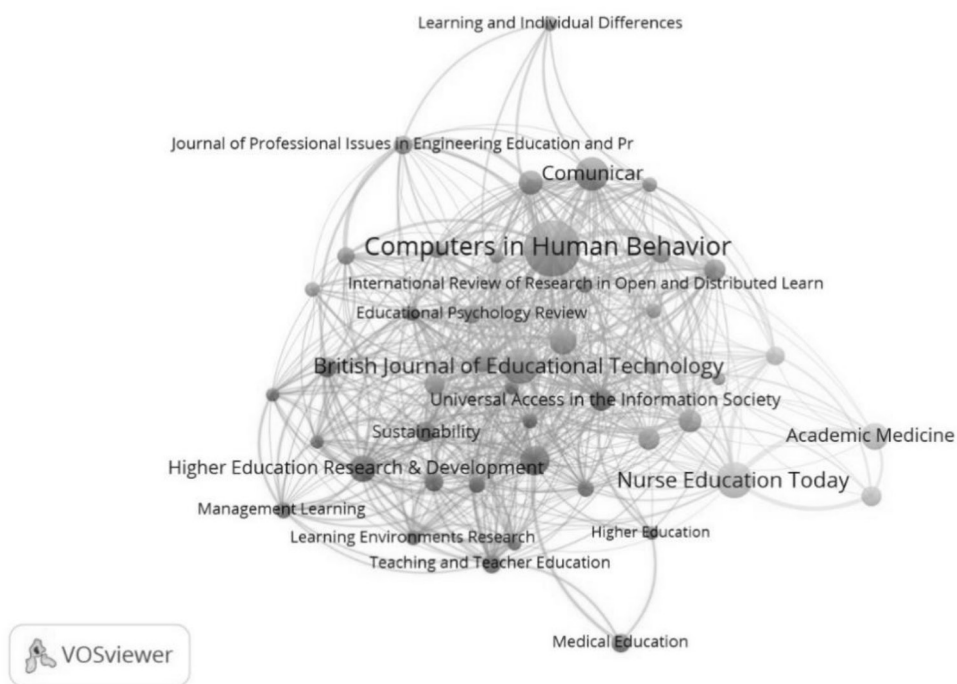 Learning and Individual Differences
Journal of Professional Issues in Engineering Education and Pr
Comunicar
Computers in Human Behavior
International Review of Research in Open and Distributed Learn
Educational Psychology Review
British Journal of Educational Technology
Universal Access in the Information Society
Sustainability
Academic Medicine
Higher Education Research & Development
Nurse Education Today
Management Learning
Higher Education
Learning Environments Research
Teaching and Teacher Education
Medical Education
VOSviewer